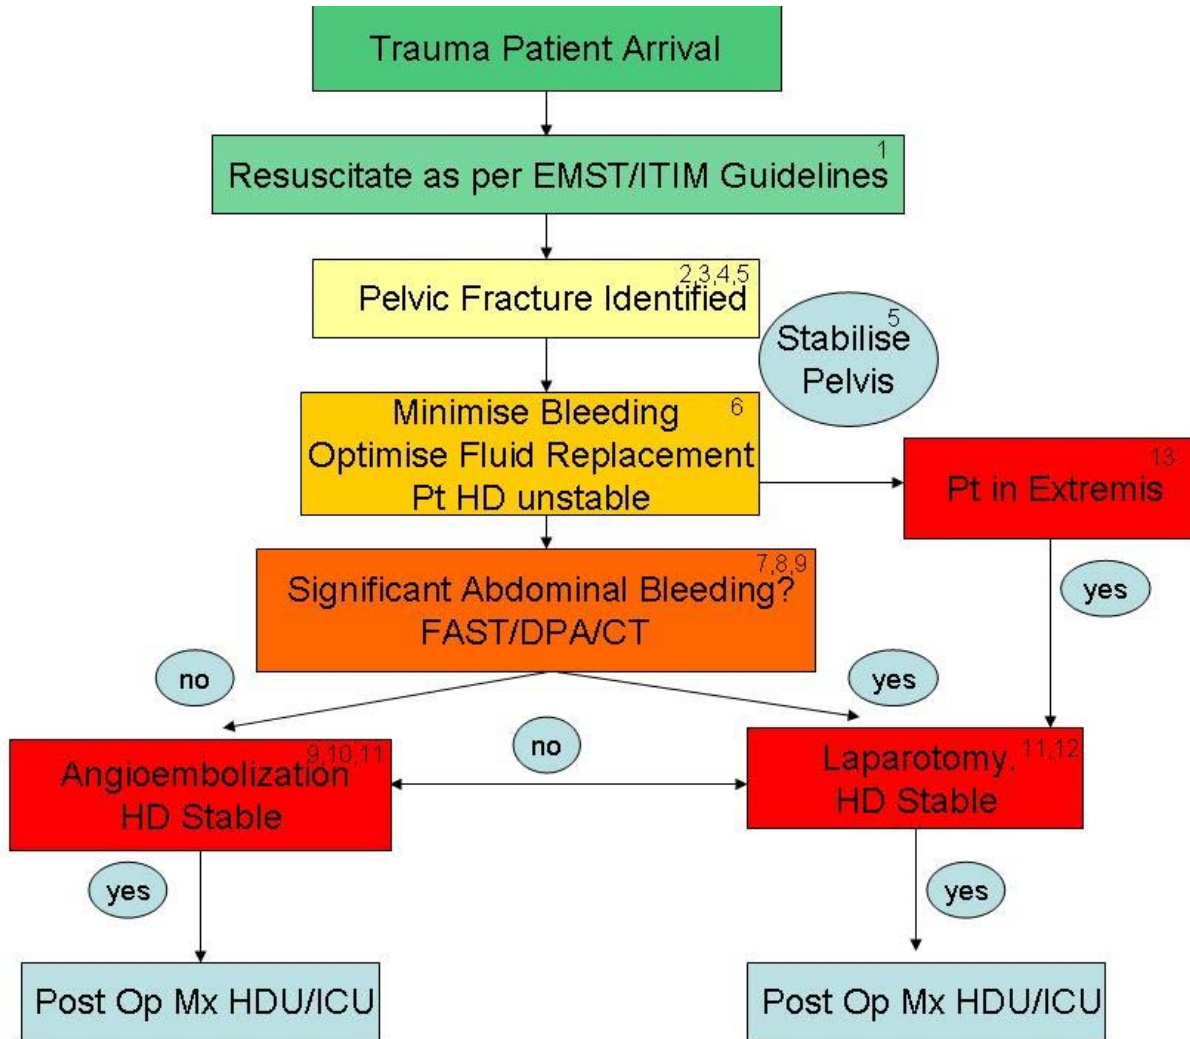 Trauma Patient Arrival
1
Resuscitate as per EMST/ITIM Guidelines
2,3,4,5
Pelvic Fracture Identified
5
Stabilise
Pelvis
6
Minimise Bleeding
Optimise Fluid Replacement
Pt HD unstable
13
Pt in Extremis
7,8,9
Significant Abdominal Bleeding?
FAST/DPA/CT
yes
no
yes
no
9,10,11
Angioembolization
HD Stable
11,12
Laparotomy.
HD Stable
yes
yes
Post Op Mx HDU/ICU
Post Op Mx HDU/ICU